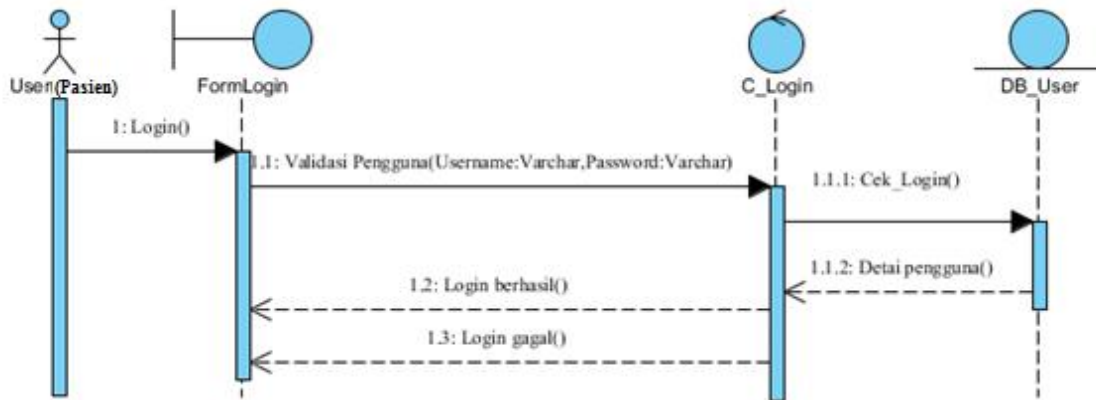 User (Pasien)
FormLogin
C_Login
DB_User
1: Login()
1.1: Validasi Pengguna(Username:Varchar,Password:Varchar)
1.1.1: Cek_Login()
1.1.2: Detai pengguna()
1.2: Login berhasil()
1.3: Login gagal()